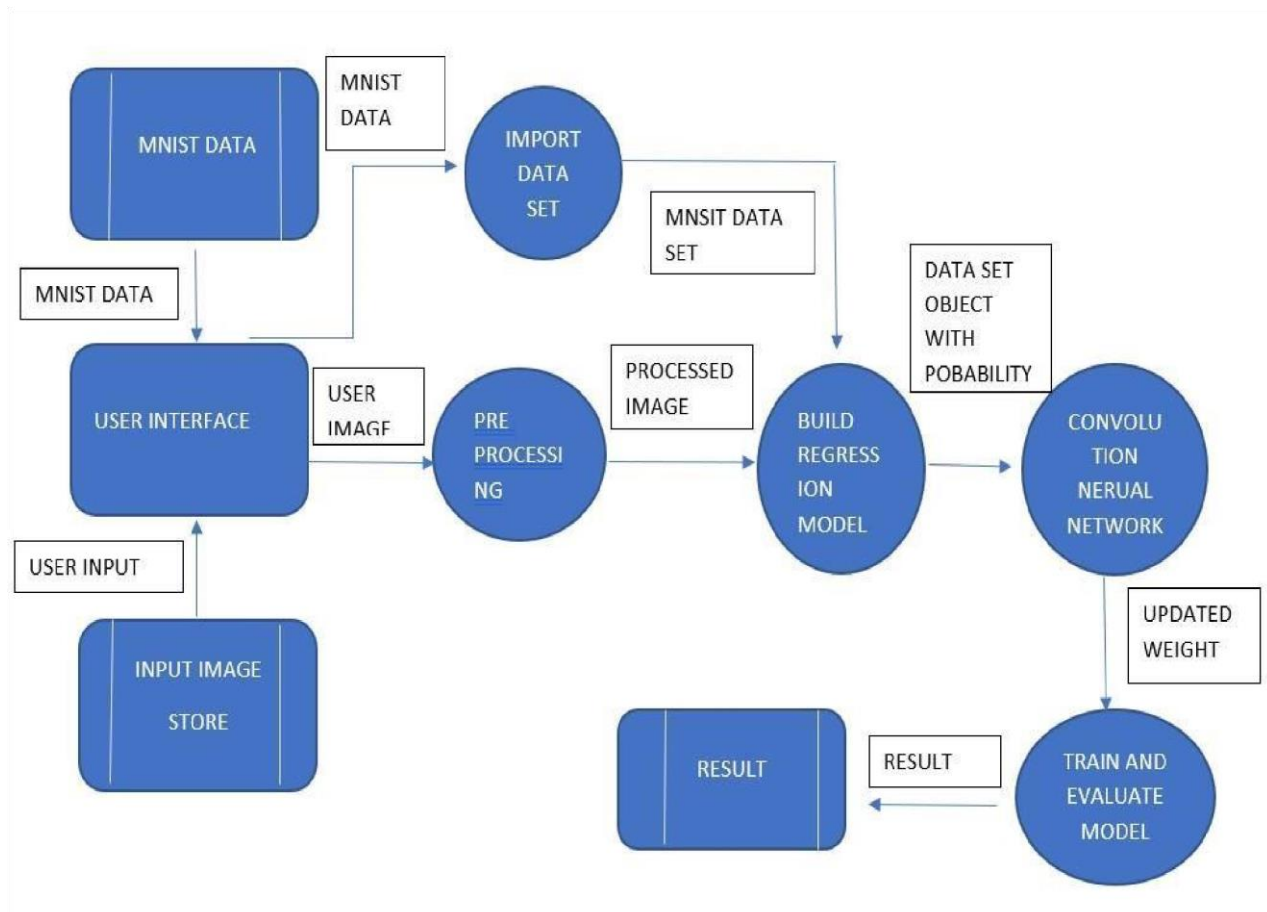 MNIST DATA
MNIST
DATA
IMPORT
DATA
SET
MNSIT DATA
SET
MNIST DATA
DATA SET
OBJECT
WITH
POBABILITY
USER INTERFACE
USER
IMAGE
PRE
PROCESSI
NG
PROCESSED
IMAGE
BUILD
REGRESS
ION
MODEL
CONVOLU
TION
NERUAL
NETWORK
USER INPUT
INPUT IMAGE
STORE
UPDATED
WEIGHT
RESULT
RESULT
TRAIN AND
EVALUATE
MODEL